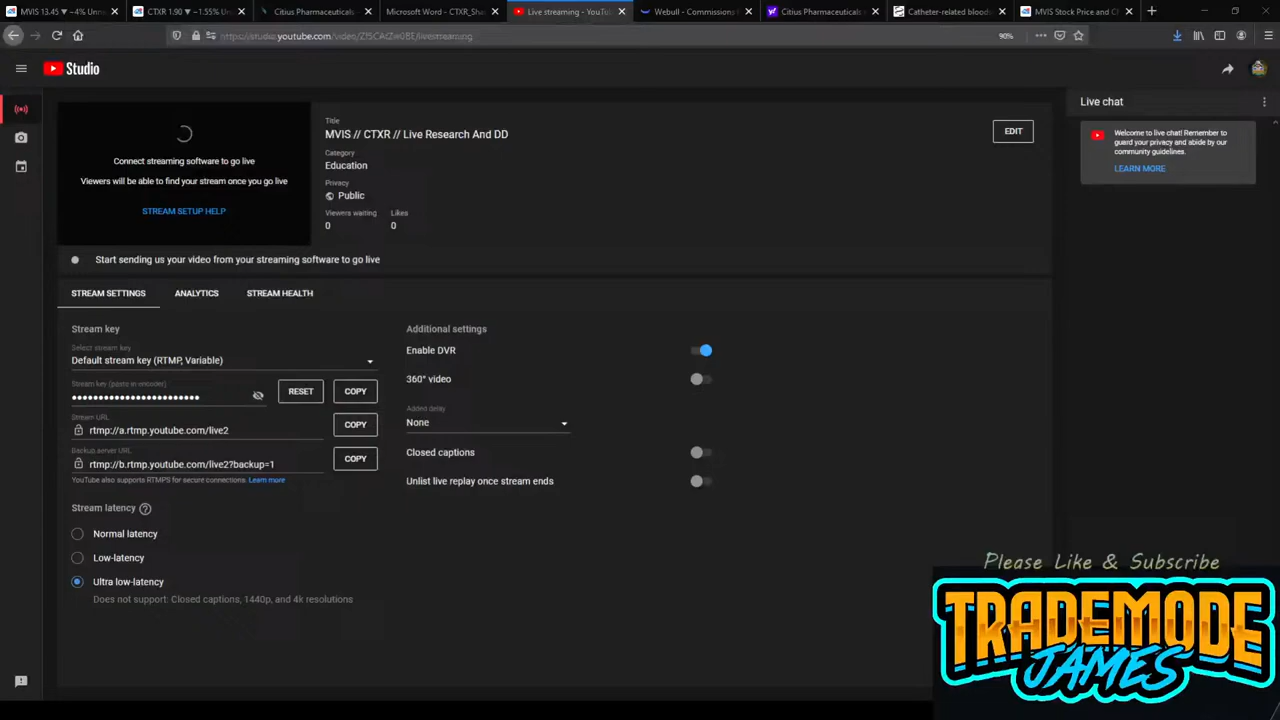 MVIS 13.45 ▼ −4% Unn
CTXR 1.90 ▼ −1.55% Unn
Citius Pharmaceuticals
Microsoft Word - CTXR_Sha
Live streaming - YouTu
Webull - Commissions
Citius Pharmaceuticals
Catheter-related bloods
MVIS Stock Price and C
90%
Studio
Live chat
Welcome to live chat! Remember to
guard your privacy and abide by our
community guidelines.
LEARN MORE
Connect streaming software to go live
Viewers will be able to find your stream once you go live
STREAM SETUP HELP
Title
MVIS // CTXR // Live Research And DD
EDIT
Category
Education
Privacy
Public
Viewers waiting Likes
0 0
Start sending us your video from your streaming software to go live
STREAM SETTINGS ANALYTICS STREAM HEALTH
Stream key
Select stream key
Default stream key (RTMP, Variable)
Stream key (paste in encoder)
•••••••••••••••••••••••• RESET COPY
Stream URL
rtmp://a.rtmp.youtube.com/live2 COPY
Backup server URL
rtmp://b.rtmp.youtube.com/live2?backup=1 COPY
YouTube also supports RTMPS for secure connections. Learn more
Stream latency
Normal latency
Low-latency
Ultra low-latency
Does not support: Closed captions, 1440p, and 4k resolutions
Additional settings
Enable DVR
360° video
Added delay
None
Closed captions
Unlist live replay once stream ends
Please Like & Subscribe
TRADEMODE
JAMES